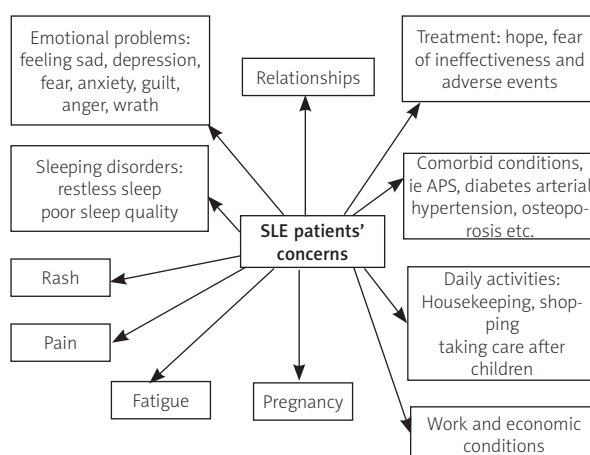 Emotional problems:
feeling sad, depression,
fear, anxiety, guilt,
anger, wrath
Relationships
Treatment: hope, fear
of ineffectiveness and
adverse events
Sleeping disorders:
restless sleep
poor sleep quality
Comorbid conditions,
ie APS, diabetes arterial
hypertension, osteopo-
rosis etc.
SLE patients’
concerns
Rash
Daily activities:
Housekeeping, shop-
pping
taking care after
children
Pain
Fatigue
Pregnancy
Work and economic
conditions